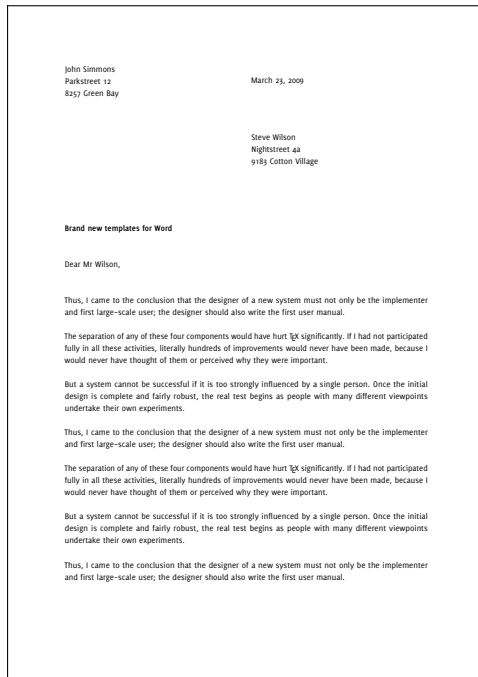 John Simmons
Parkstreet 12
8257 Green Bay
March 23, 2009
Steve Wilson
Nightstreet 4a
9183 Cotton Village
Brand new templates for Word
Dear Mr Wilson,
Thus, I came to the conclusion that the designer of a new system must not only be the implementer
and first large-scale user; the designer should also write the first user manual.
The separation of any of these four components would have hurt TEX significantly. If I had not participated
fully in all these activities, literally hundreds of improvements would never have been made, because I
would never have thought of them or perceived why they were important.
But a system cannot be successful if it is too strongly influenced by a single person. Once the initial
design is complete and fairly robust, the real test begins as people with many different viewpoints
undertake their own experiments.
Thus, I came to the conclusion that the designer of a new system must not only be the implementer
and first large-scale user; the designer should also write the first user manual.
The separation of any of these four components would have hurt TEX significantly. If I had not participated
fully in all these activities, literally hundreds of improvements would never have been made, because I
would never have thought of them or perceived why they were important.
But a system cannot be successful if it is too strongly influenced by a single person. Once the initial
design is complete and fairly robust, the real test begins as people with many different viewpoints
undertake their own experiments.
Thus, I came to the conclusion that the designer of a new system must not only be the implementer
and first large-scale user; the designer should also write the first user manual.